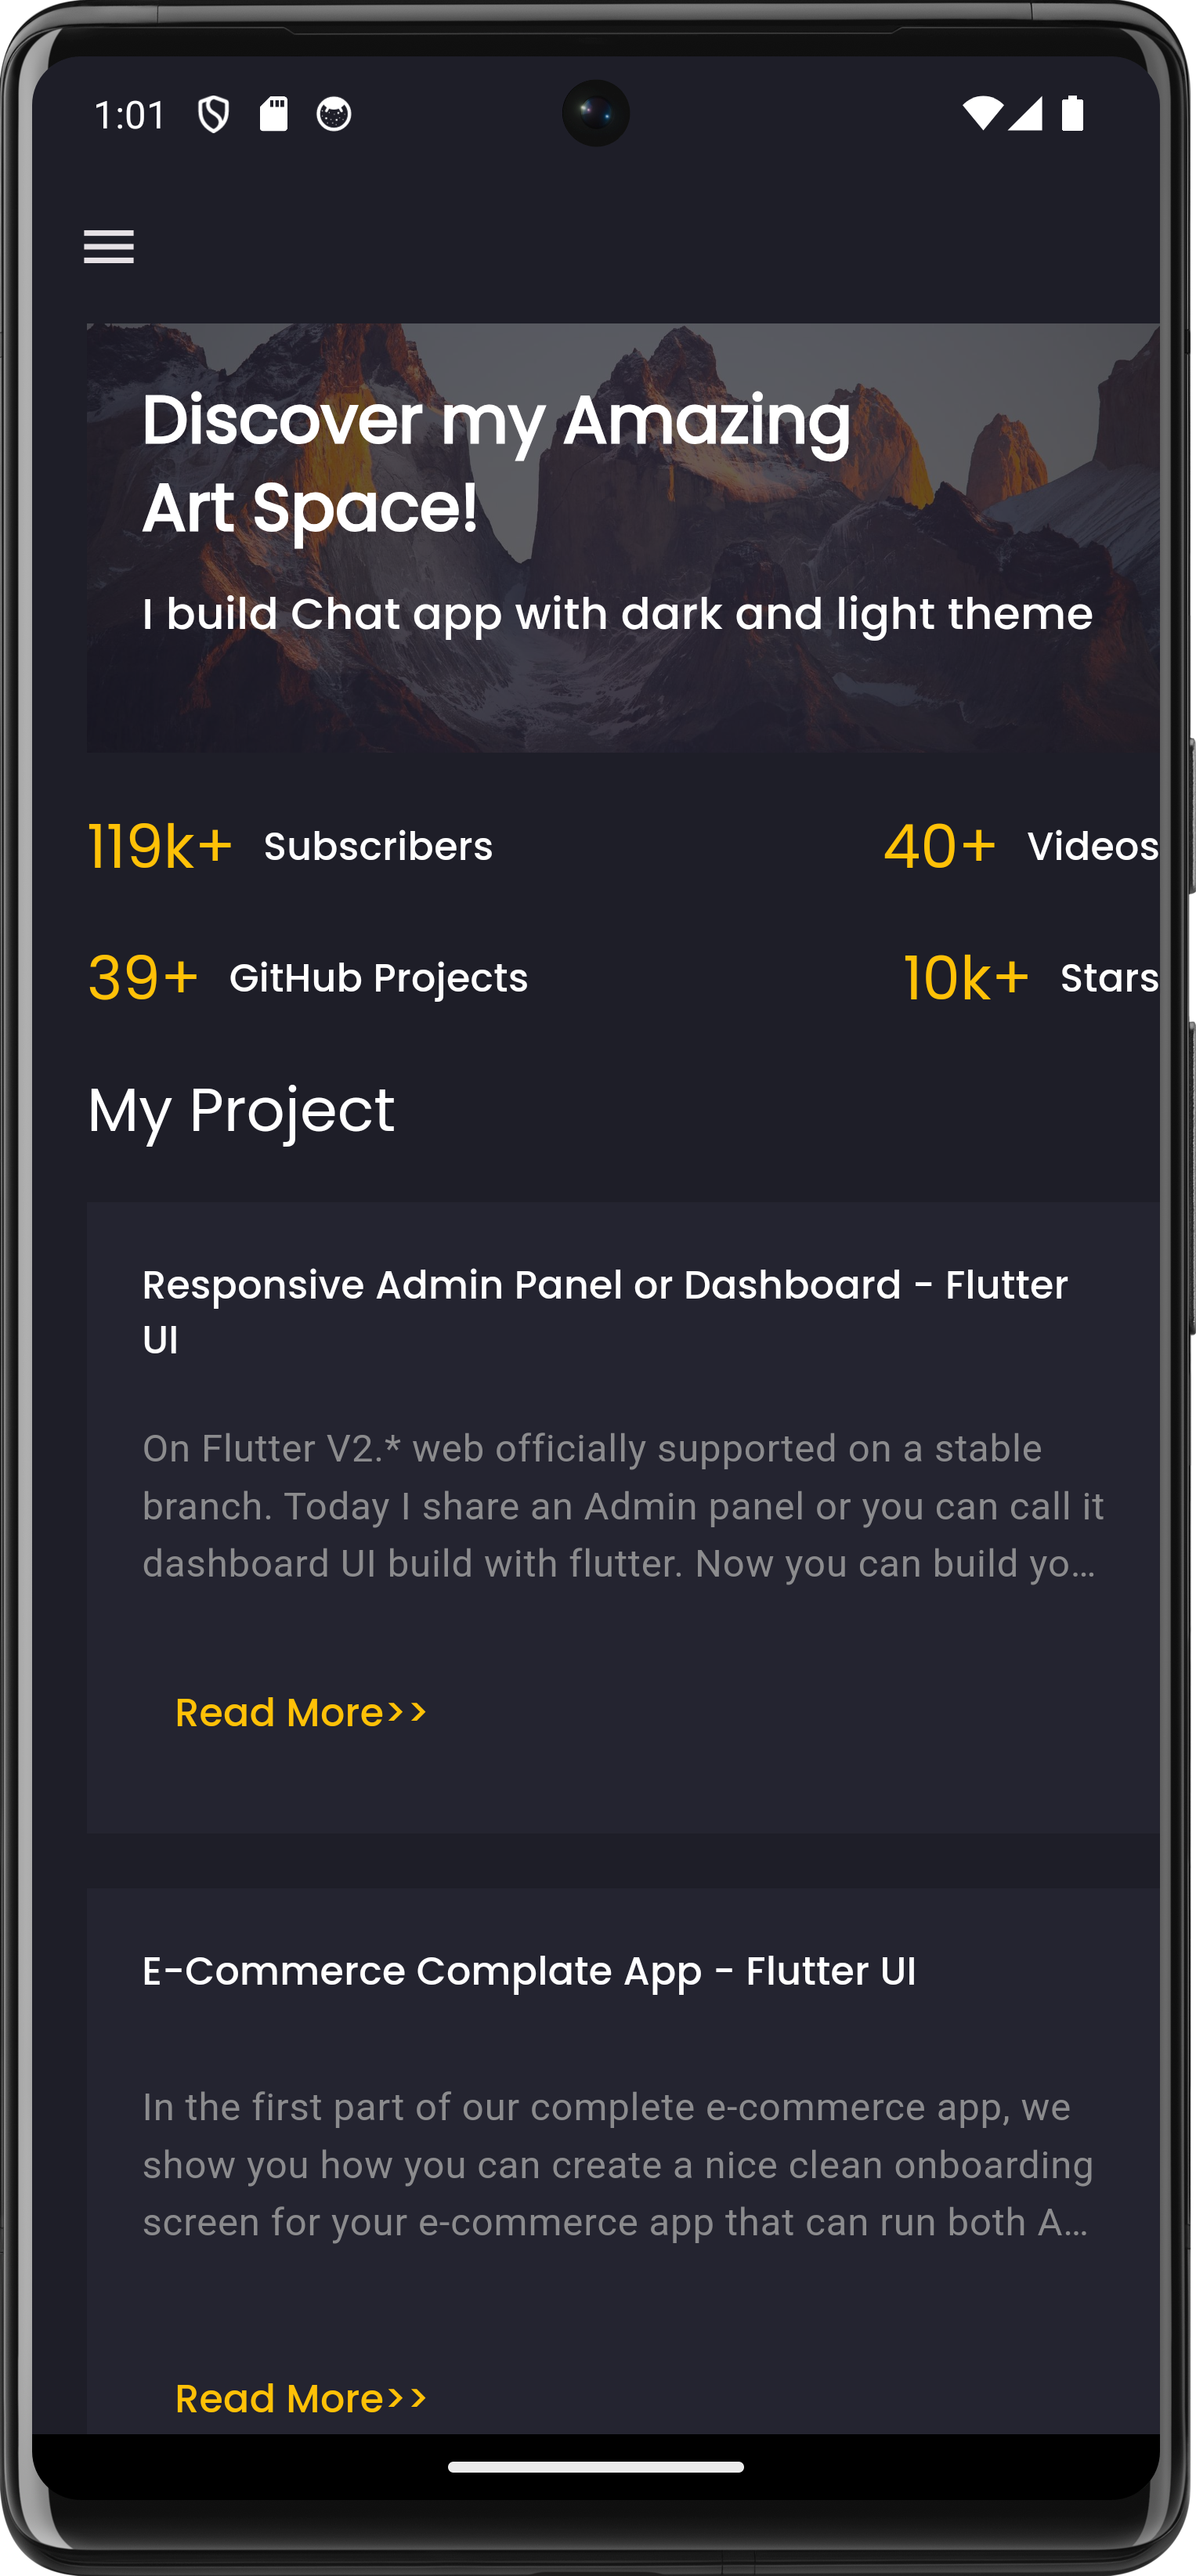 1:01
Discover my Amazing
Art Space!
I build Chat app with dark and light theme
119k+ Subscribers 40+ Videos
39+ GitHub Projects 10k+ Stars
My Project
Responsive Admin Panel or Dashboard - Flutter
UI
On Flutter V2.* web officially supported on a stable
branch. Today I share an Admin panel or you can call it
dashboard UI build with flutter. Now you can build yo…
Read More>>
E-Commerce Complate App - Flutter UI
In the first part of our complete e-commerce app, we
show you how you can create a nice clean onboarding
screen for your e-commerce app that can run both A…
Read More>>